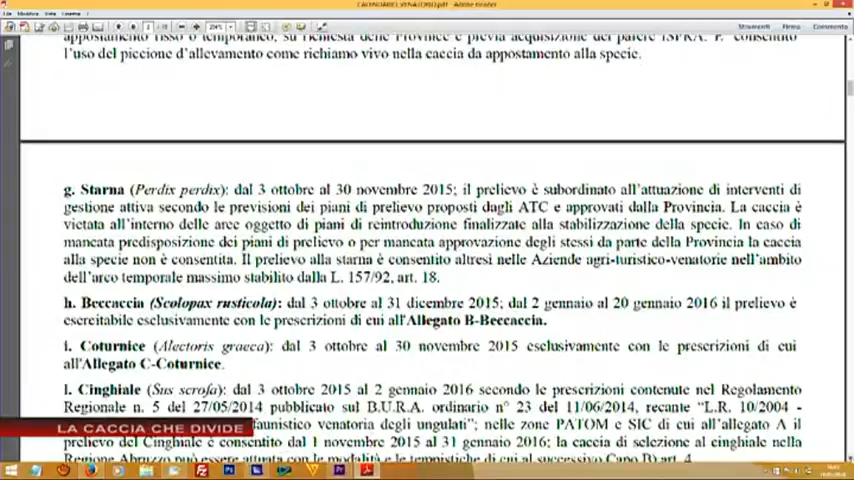 CALENDARIO VENATORIO.pdf - Adobe Reader
Strumenti Firma Commento
appostamento fisso o temporaneo, su richiesta delle Province e previa acquisizione del parere ISPRA. E' consentito
l'uso del piccione d'allevamento come richiamo vivo nella caccia da appostamento alla specie.
g. Starna (Perdix perdix): dal 3 ottobre al 30 novembre 2015; il prelievo è subordinato all'attuazione di interventi di
gestione attiva secondo le previsioni dei piani di prelievo proposti dagli ATC e approvati dalla Provincia. La caccia è
vietata all'interno delle aree oggetto di piani di reintroduzione finalizzate alla stabilizzazione della specie. In caso di
mancata predisposizione dei piani di prelievo o per mancata approvazione degli stessi da parte della Provincia la caccia
alla specie non è consentita. Il prelievo alla starna è consentito altresì nelle Aziende agri-turistico-venatorie nell'ambito
dell'arco temporale massimo stabilito dalla L. 157/92, art. 18.
h. Beccaccia (Scolopax rusticola): dal 3 ottobre al 31 dicembre 2015; dal 2 gennaio al 20 gennaio 2016 il prelievo è
esercitabile esclusivamente con le prescrizioni di cui all'Allegato B-Beccaccia.
i. Coturnice (Alectoris graeca): dal 3 ottobre al 30 novembre 2015 esclusivamente con le prescrizioni di cui
all'Allegato C-Coturnice.
l. Cinghiale (Sus scrofa): dal 3 ottobre 2015 al 2 gennaio 2016 secondo le prescrizioni contenute nel Regolamento
Regionale n. 5 del 27/05/2014 pubblicato sul B.U.R.A. ordinario n° 23 del 11/06/2014, recante "L.R. 10/2004 -
LA CACCIA CHE DIVIDE
faunistico venatoria degli ungulati"; nelle zone PATOM e SIC di cui all'allegato A il
prelievo del Cinghiale è consentito dal 1 novembre 2015 al 31 gennaio 2016; la caccia di selezione al cinghiale nella
Regione Abruzzo può essere attuata con le modalità e le tempistiche di cui al successivo Capo B) art. 4